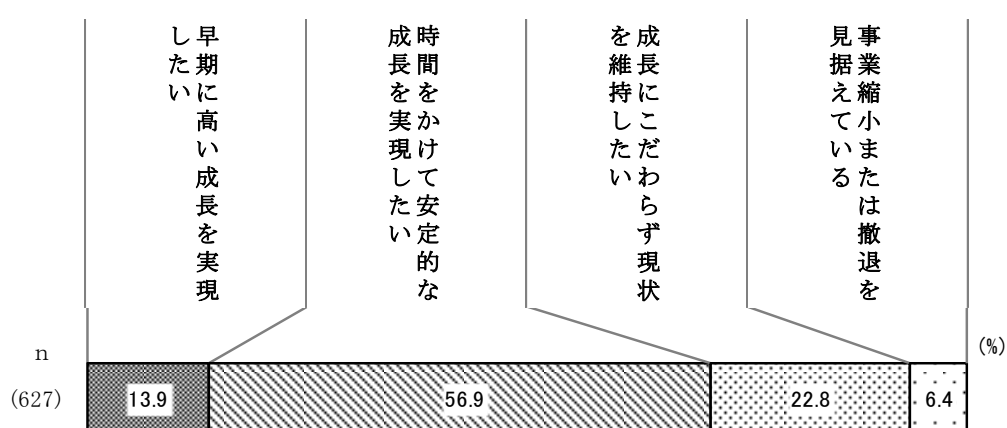 早期に高い成長を実現
したい
時間をかけて安定的な
成長を実現したい
成長にこだわらず現状
を維持したい
事業縮小または撤退を
見据えている
(%)
n
(627)
13.9
56.9
22.8
6.4